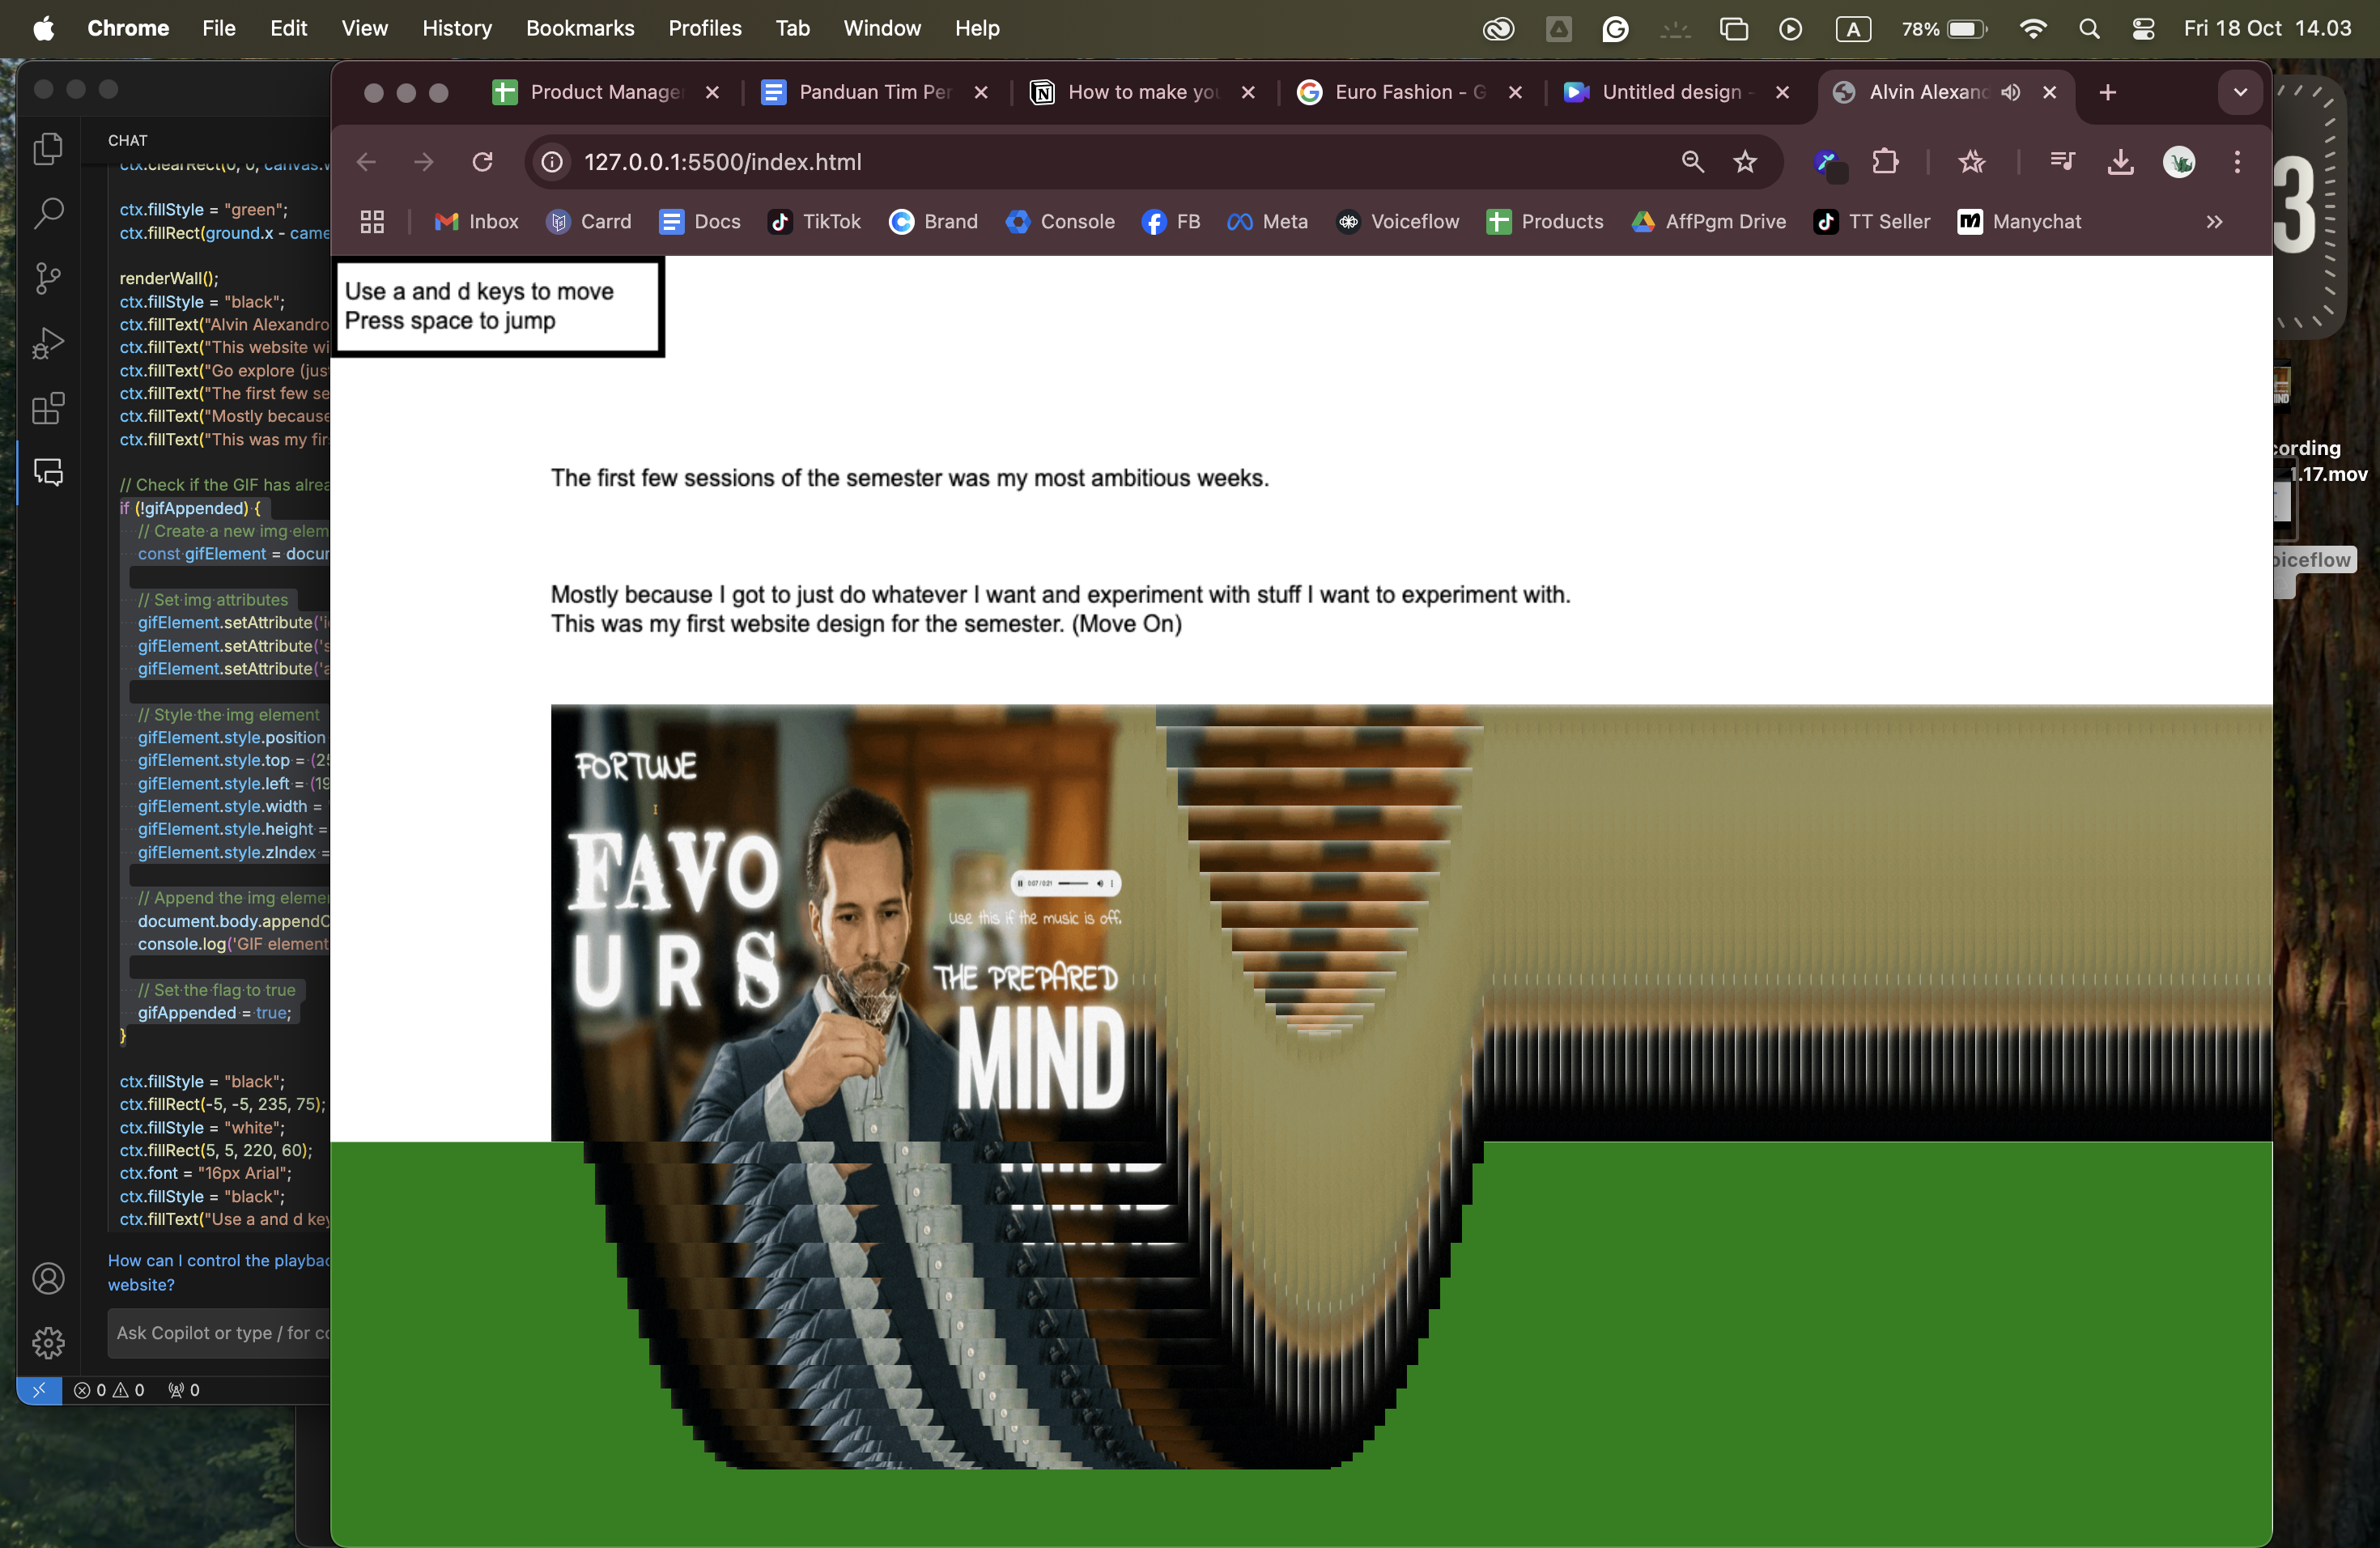 Chrome File Edit View History Bookmarks Profiles Tab Window Help
A 78% Fri 18 Oct 14.03
Product Manage
Panduan Tim Per
How to make yo
Euro Fashion - G
Untitled design -
Alvin Alexand
127.0.0.1:5500/index.html
Inbox Carrd Docs TikTok Brand Console FB Meta Voiceflow Products AffPgm Drive TT Seller Manychat
CHAT
ctx.clearRect(0, 0, canvas.w
ctx.fillStyle = "green";
ctx.fillRect(ground.x - came
renderWall();
ctx.fillStyle = "black";
ctx.fillText("Alvin Alexandro
ctx.fillText("This website wi
ctx.fillText("Go explore (jus
ctx.fillText("The first few se
ctx.fillText("Mostly because
ctx.fillText("This was my fir
// Check if the GIF has alrea
if (!gifAppended) {
// Create a new img elem
const gifElement = docur
// Set img attributes
gifElement.setAttribute('i
gifElement.setAttribute('s
gifElement.setAttribute('a
// Style the img element
gifElement.style.position
gifElement.style.top = (25
gifElement.style.left = (19
gifElement.style.width =
gifElement.style.height =
gifElement.style.zIndex =
// Append the img elemen
document.body.appendC
console.log('GIF element
// Set the flag to true
gifAppended = true;
}
ctx.fillStyle = "black";
ctx.fillRect(-5, -5, 235, 75);
ctx.fillStyle = "white";
ctx.fillRect(5, 5, 220, 60);
ctx.font = "16px Arial";
ctx.fillStyle = "black";
ctx.fillText("Use a and d key
How can I control the playbac
website?
Ask Copilot or type / for co
0 0 0
Use a and d keys to move
Press space to jump
The first few sessions of the semester was my most ambitious weeks.
Mostly because I got to just do whatever I want and experiment with stuff I want to experiment with.
This was my first website design for the semester. (Move On)
FORTUNE
FAVO
URS
0:07 / 0:21
Use this if the music is off.
THE PREPARED
MIND
3
cording
1.17.mov
oiceflow
MIND